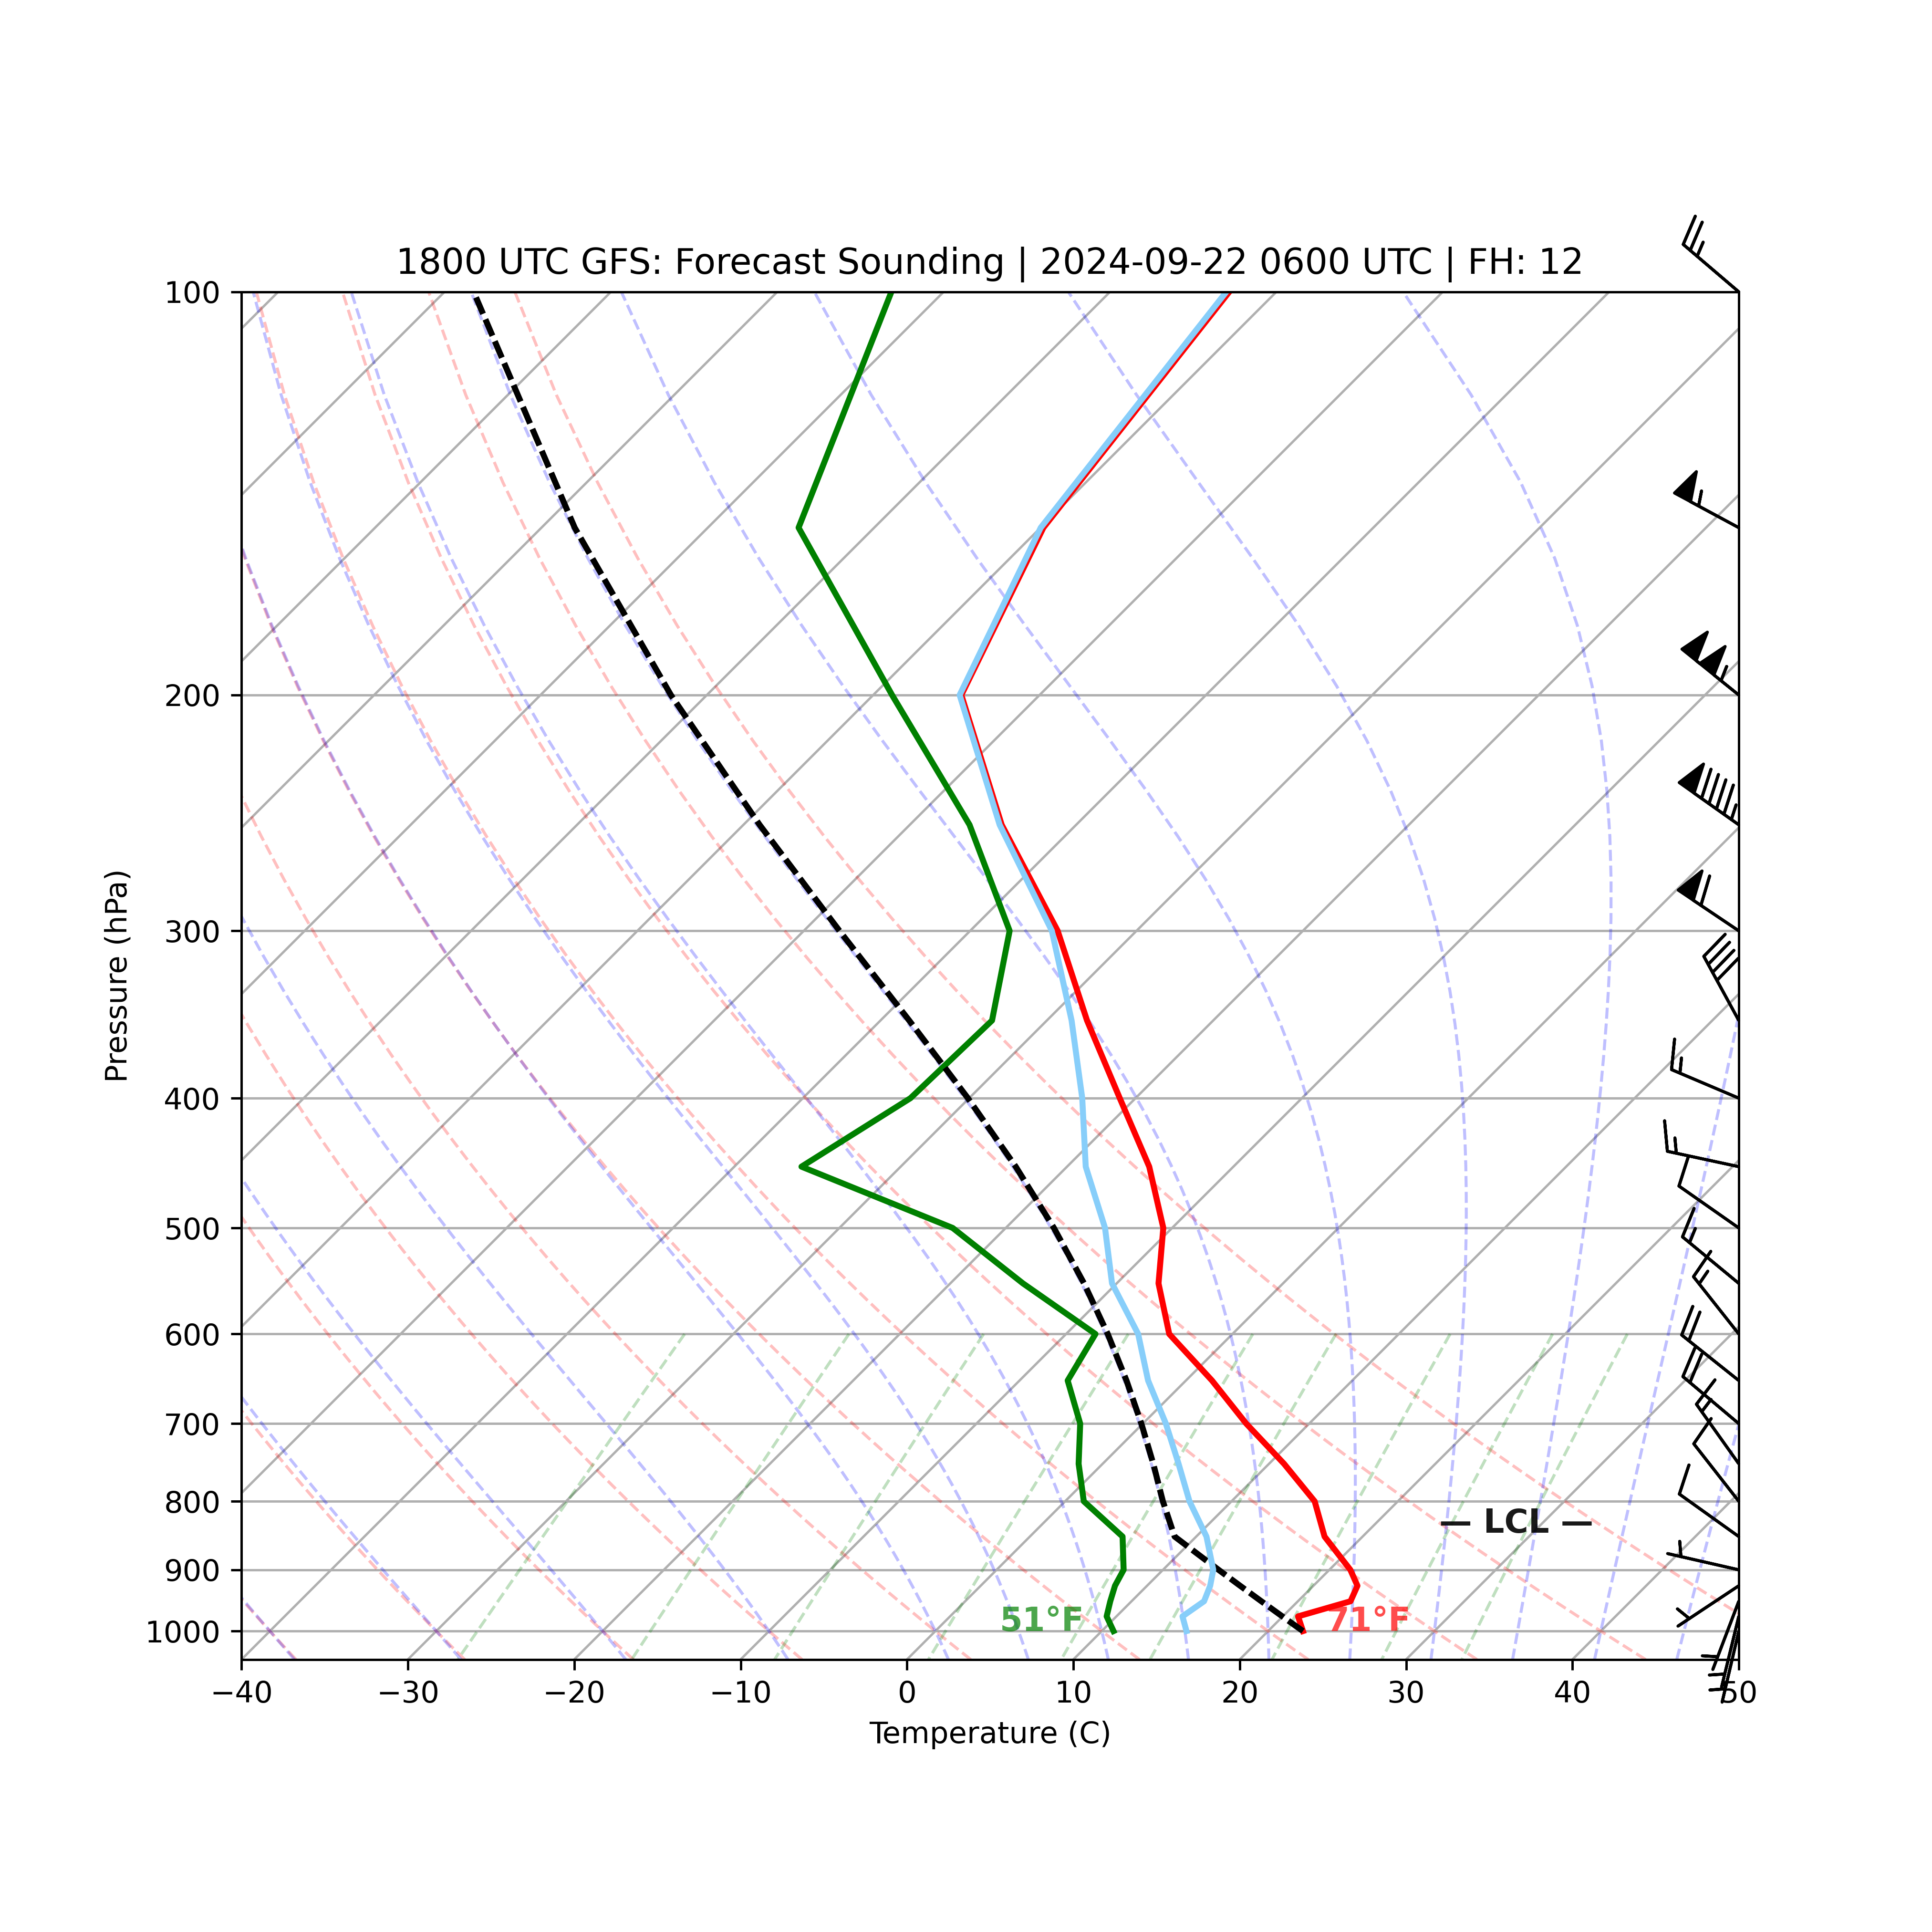 1800 UTC GFS: Forecast Sounding | 2024-09-22 0600 UTC | FH: 12
100
200
300
400
500
600
700
800
900
1000
Pressure (hPa)
— LCL —
51°F
71°F
−40 −30 −20 −10 0 10 20 30 40 50
Temperature (C)